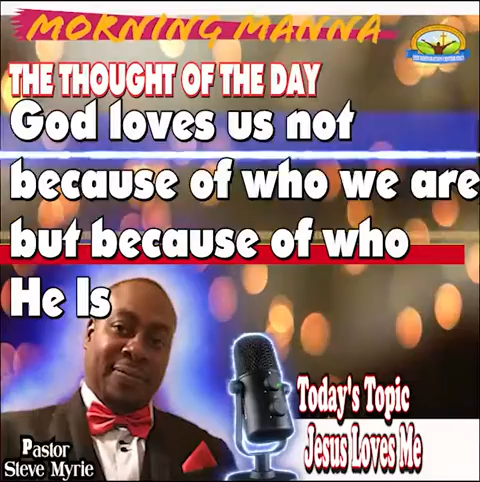 MORNING MANNA
THE THOUGHT OF THE DAY
God loves us not
because of who we are
but because of who
He Is
Today's Topic
Jesus Loves Me
Pastor
Steve Myrie